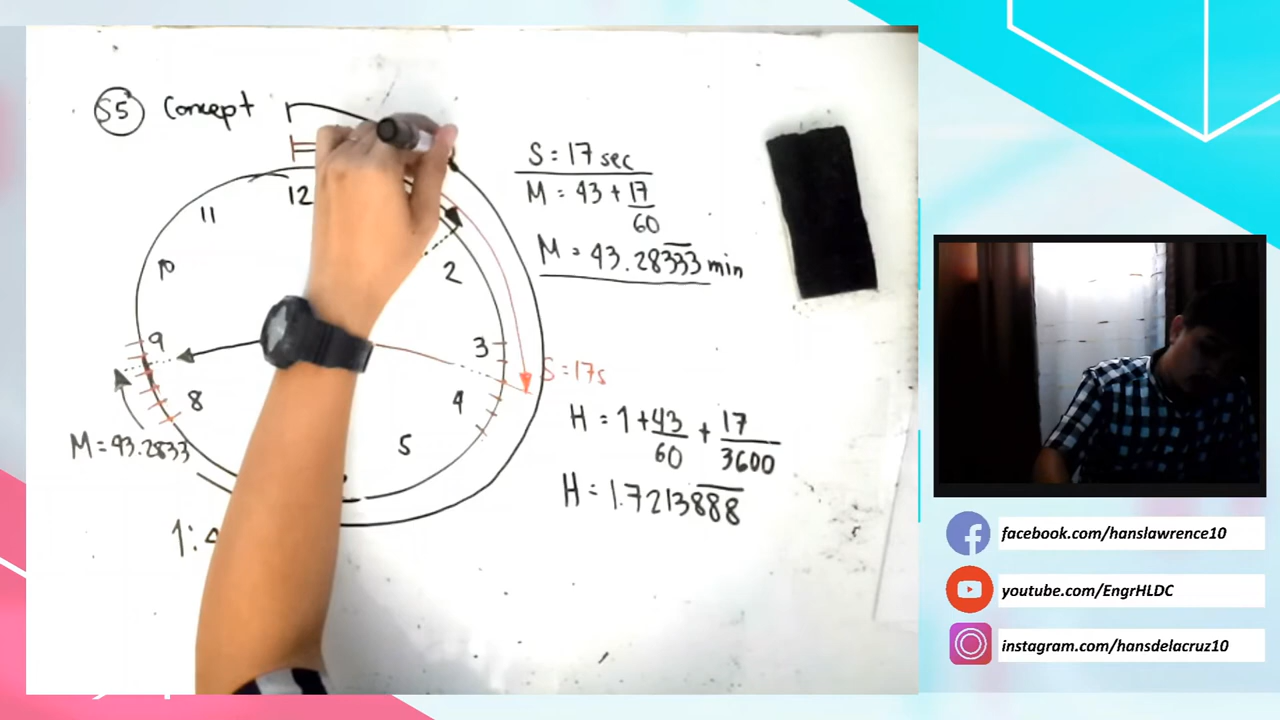 S5 Concept
12
11
10
9
8
2
3
4
5
M = 43.2833
S = 17s
S = 17 sec
M = 43 + 17/60
M = 43.28333 min
H = 1 + 43/60 + 17/3600
H = 1.7213888
facebook.com/hanslawrence10
youtube.com/EngrHLDC
instagram.com/hansdelacruz10